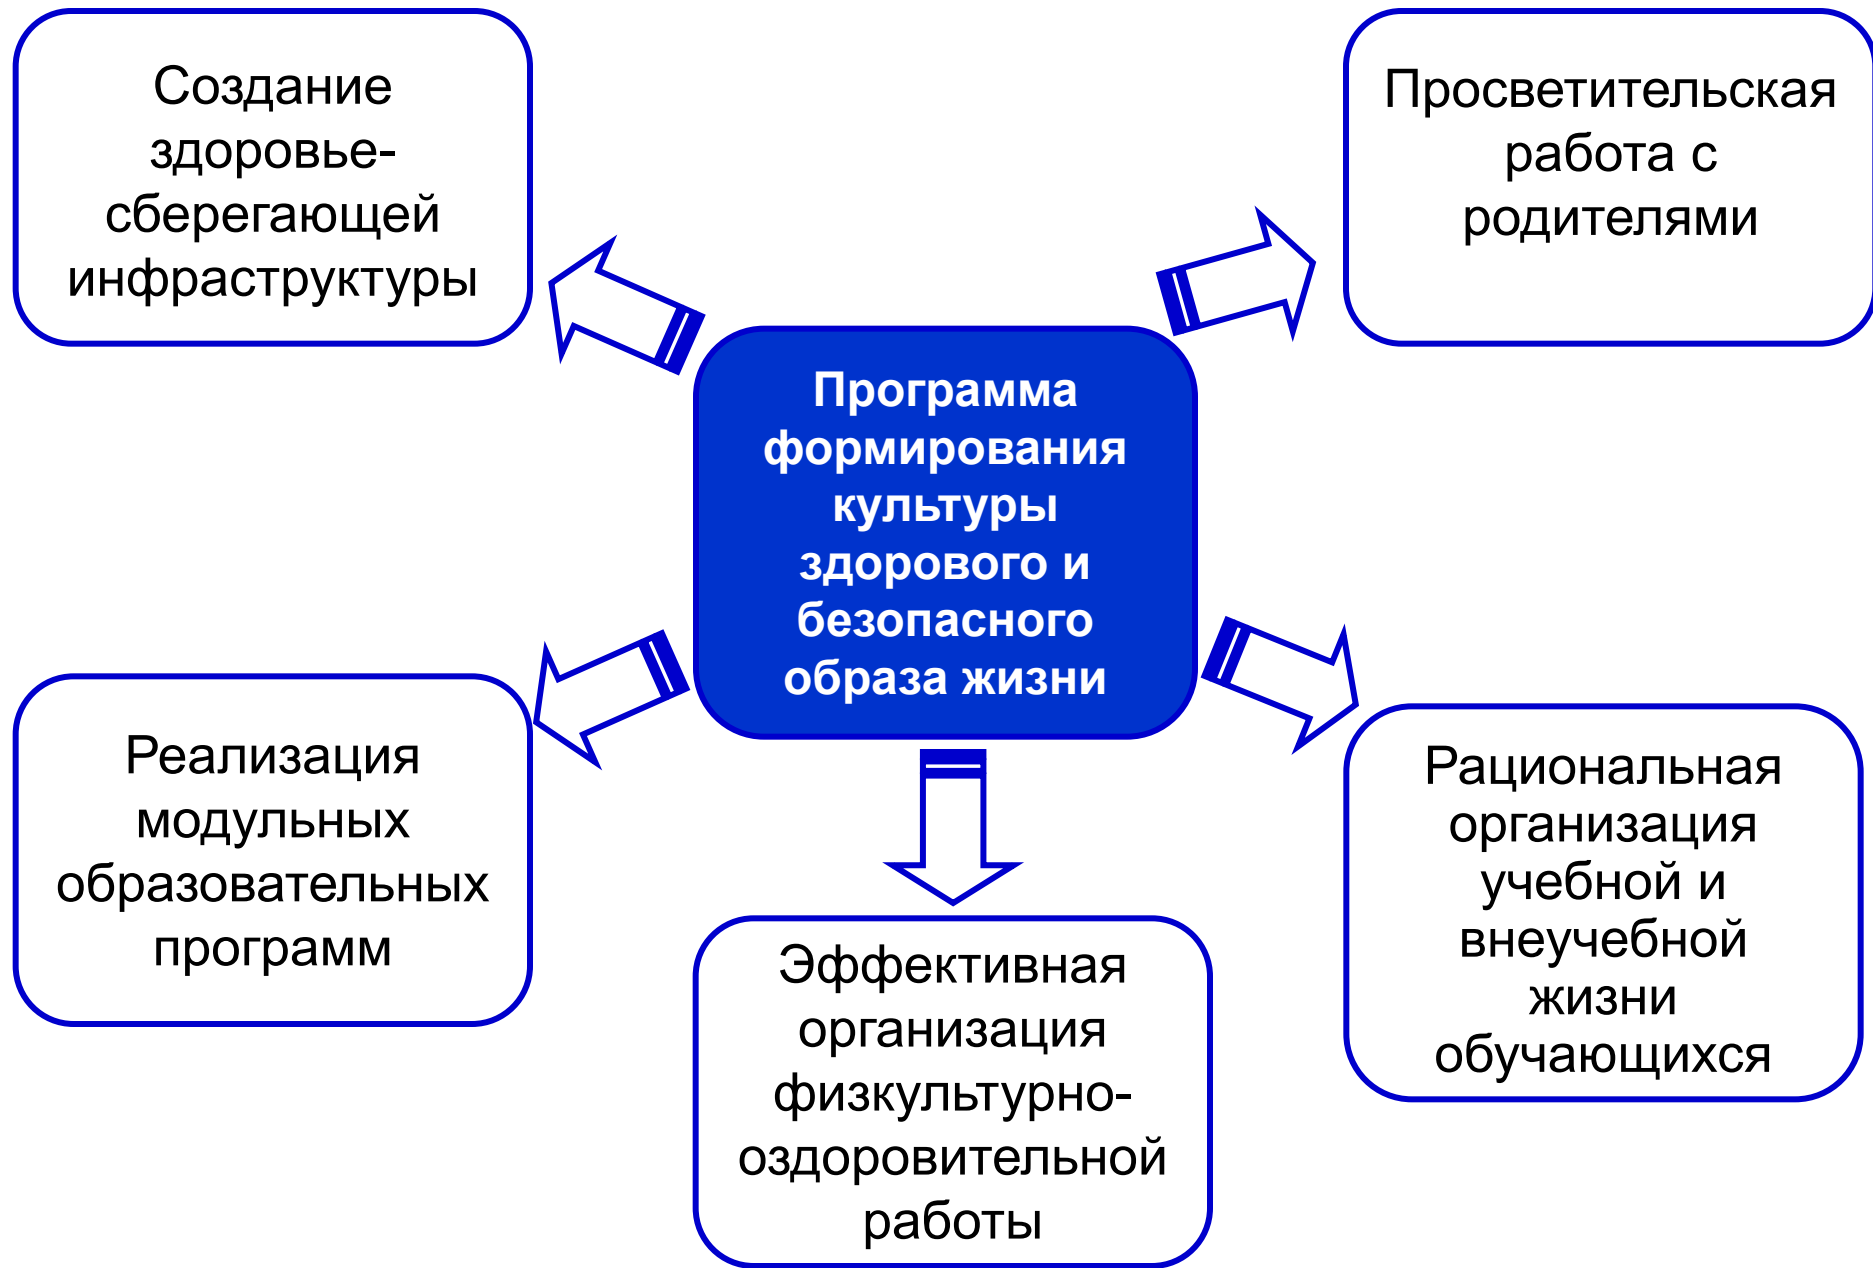 Создание
здоровье-
сберегающей
инфраструктуры
Просветительская
работа с
родителями
Программа
формирования
культуры
здорового и
безопасного
образа жизни
Реализация
модульных
образовательных
программ
Эффективная
организация
физкультурно-
оздоровительной
работы
Рациональная
организация
учебной и
внеучебной
жизни
обучающихся